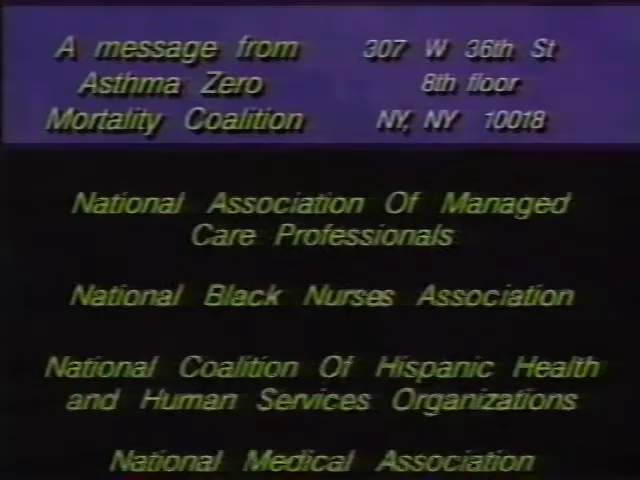 A message from
Asthma Zero
Mortality Coalition
307 W 36th St
8th floor
NY, NY 10018
National Association Of Managed
Care Professionals
National Black Nurses Association
National Coalition Of Hispanic Health
and Human Services Organizations
National Medical Association